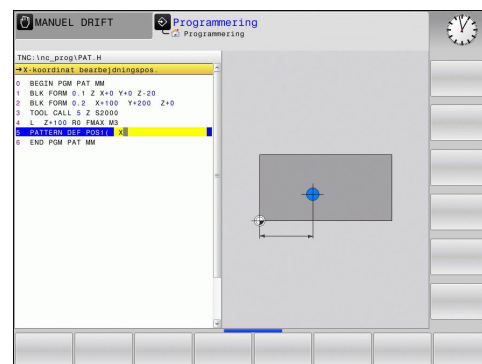 MANUEL DRIFT
Programmering
Programmering
TNC:\nc_prog\PAT.H
→X-koordinat bearbejdningspos.
0 BEGIN PGM PAT MM
1 BLK FORM 0.1 Z X+0 Y+0 Z-20
2 BLK FORM 0.2 X+100 Y+200 Z+0
3 TOOL CALL 5 Z S2000
4 L Z+100 R0 FMAX M3
5 PATTERN DEF POS1( X
6 END PGM PAT MM